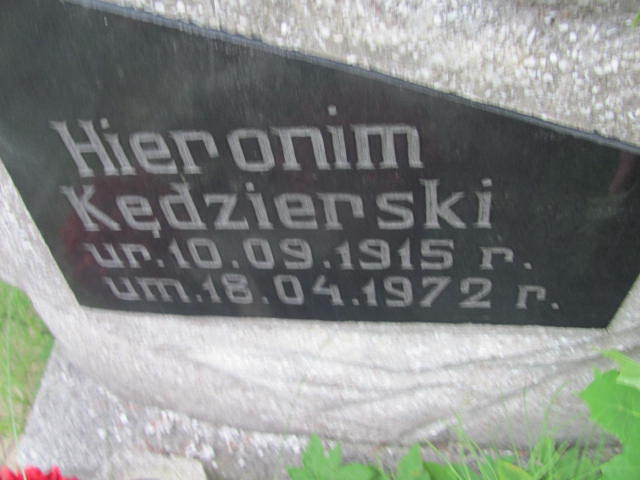 Hieronim
Kędzierski
ur. 10.09.1915 r.
um. 18.04.1972 r.